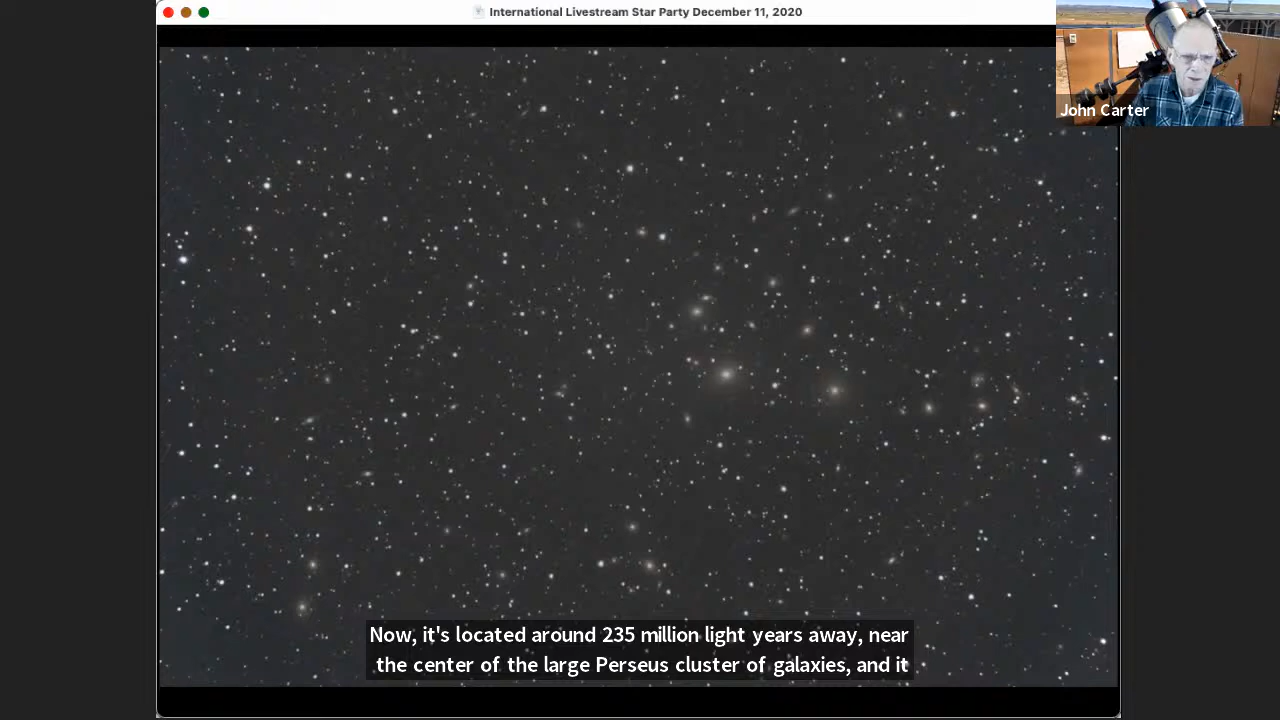 International Livestream Star Party December 11, 2020
John Carter
Now, it's located around 235 million light years away, near
the center of the large Perseus cluster of galaxies, and it